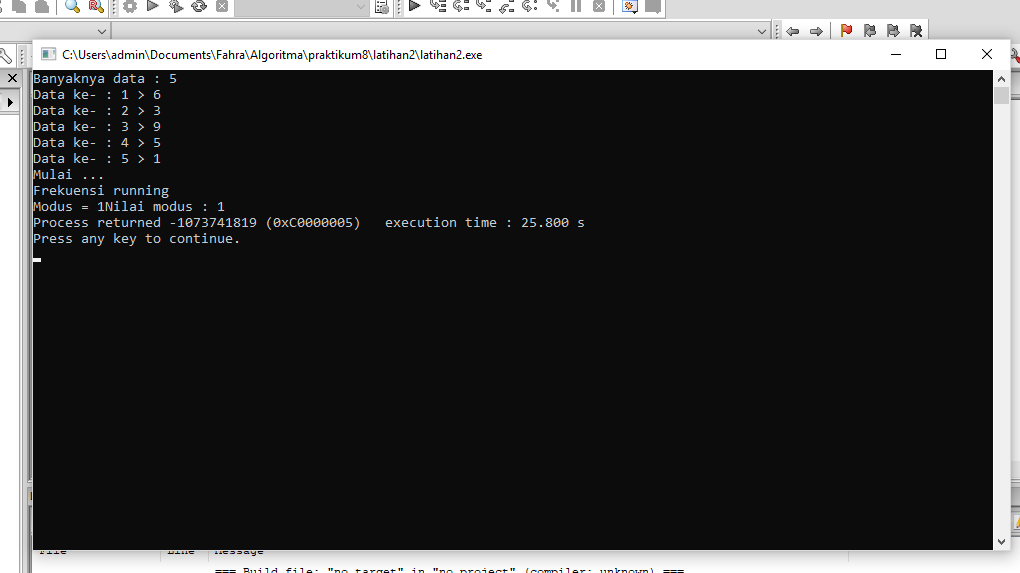 C:\Users\admin\Documents\Fahra\Algoritma\praktikum8\latihan2\latihan2.exe
Banyaknya data : 5
Data ke- : 1 > 6
Data ke- : 2 > 3
Data ke- : 3 > 9
Data ke- : 4 > 5
Data ke- : 5 > 1
Mulai ...
Frekuensi running
Modus = 1Nilai modus : 1
Process returned -1073741819 (0xC0000005)   execution time : 25.800 s
Press any key to continue.
File Line Message
=== Build file: "no target" in "no project" (compiler: unknown) ===